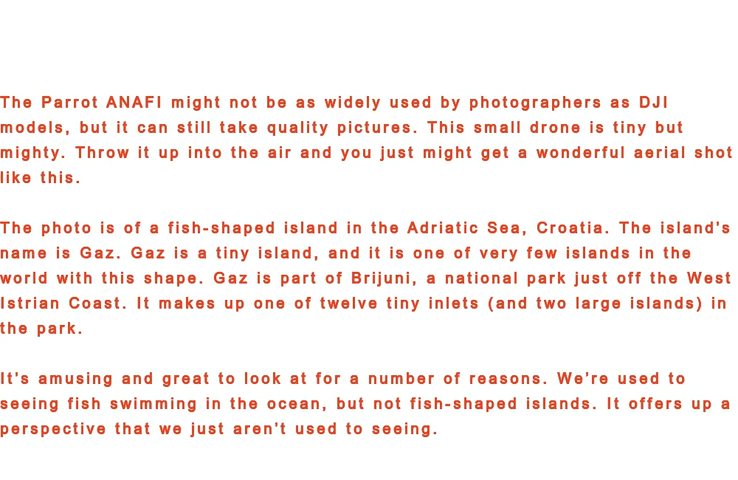 The Parrot ANAFI might not be as widely used by photographers as DJI
models, but it can still take quality pictures. This small drone is tiny but
mighty. Throw it up into the air and you just might get a wonderful aerial shot
like this.
The photo is of a fish-shaped island in the Adriatic Sea, Croatia. The island’s
name is Gaz. Gaz is a tiny island, and it is one of very few islands in the
world with this shape. Gaz is part of Brijuni, a national park just off the West
Istrian Coast. It makes up one of twelve tiny inlets (and two large islands) in
the park.
It’s amusing and great to look at for a number of reasons. We’re used to
seeing fish swimming in the ocean, but not fish-shaped islands. It offers up a
perspective that we just aren’t used to seeing.